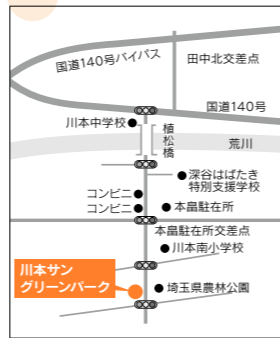 国道140号バイパス
田中北交差点
国道140号
川本中学校
植松橋
荒川
深谷はばたき
特別支援学校
コンビニ
コンビニ
本畠駐在所
本畠駐在所交差点
川本南小学校
川本サン
グリーンパーク
埼玉県農林公園